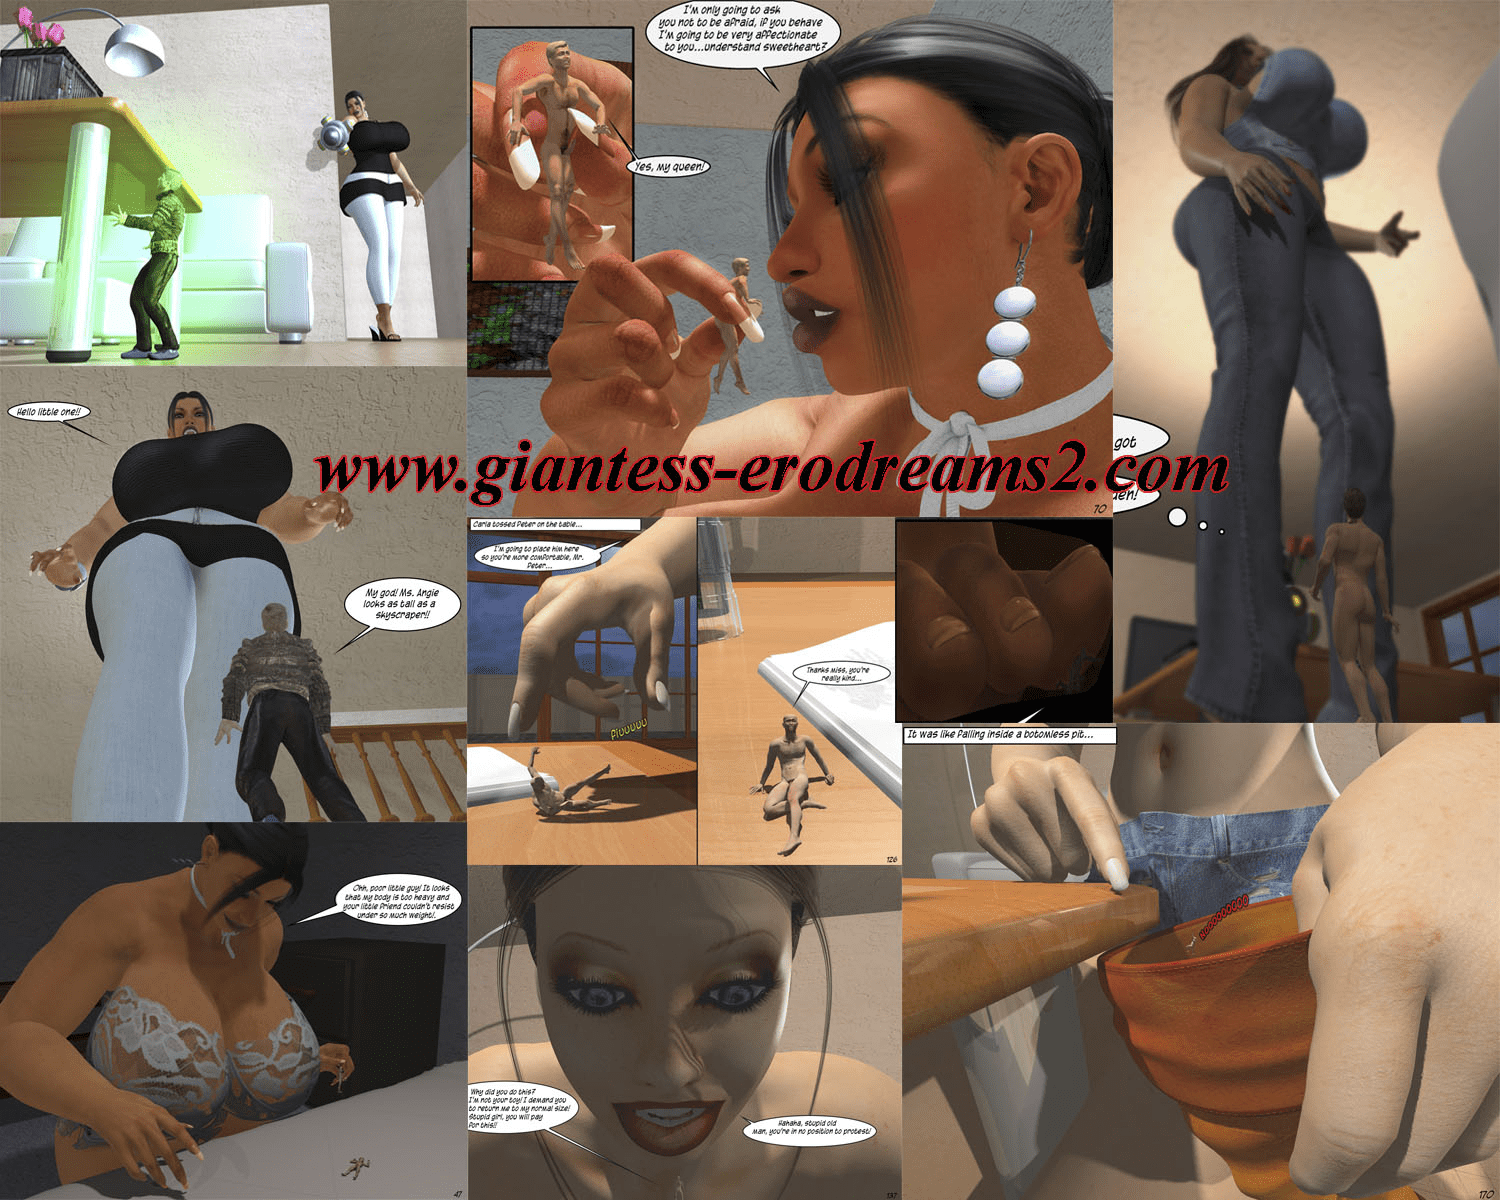 I'm only going to ask
you not to be afraid, if you behave
I'm going to be very affectionate
to you...understand sweetheart?
Yes, my queen!
Hello little one!!
got
My god! Ms. Angie
looks as tall as a
skyscraper!!
www.giantess-erodreams2.com
70
Carla tossed Peter on the table...
I'm going to place him here
so you're more comfortable, Mr.
Peter...
Piuuuuu
Thanks miss, you're
really kind...
126
It was like falling inside a botomless pit...
Ohh, poor little guy! It looks
that my body is too heavy and
your little friend couldn't resist
under so much weight!.
47
Why did you do this?
I'm not your toy! I demand you
to return me to my normal size!
Stupid girl, you will pay
for this!!
Hahaha, stupid old
man, you're in no position to protest!
137
170